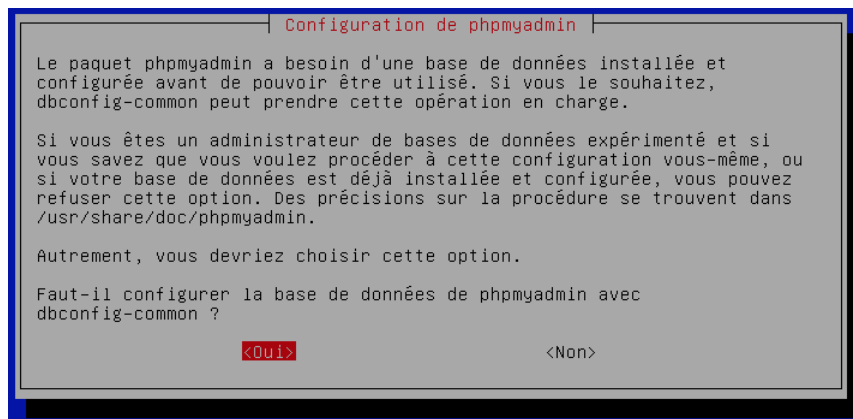 Configuration de phpmyadmin
Le paquet phpmyadmin a besoin d'une base de données installée et
configurée avant de pouvoir être utilisé. Si vous le souhaitez,
dbconfig-common peut prendre cette opération en charge.
Si vous êtes un administrateur de bases de données expérimenté et si
vous savez que vous voulez procéder à cette configuration vous-même, ou
si votre base de données est déjà installée et configurée, vous pouvez
refuser cette option. Des précisions sur la procédure se trouvent dans
/usr/share/doc/phpmyadmin.
Autrement, vous devriez choisir cette option.
Faut-il configurer la base de données de phpmyadmin avec
dbconfig-common ?
<Oui> <Non>